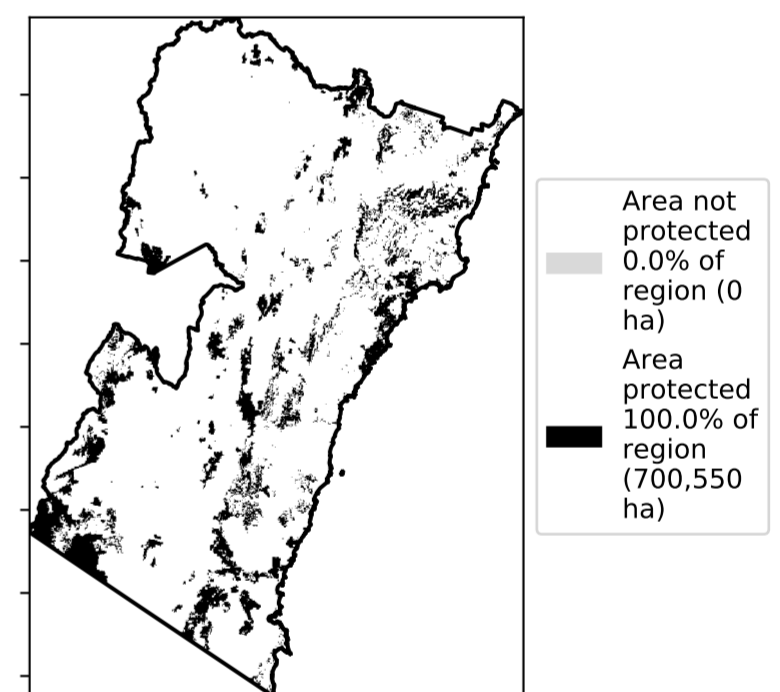 Area not
protected
0.0% of
region (0
ha)
Area
protected
100.0% of
region
(700,550
ha)